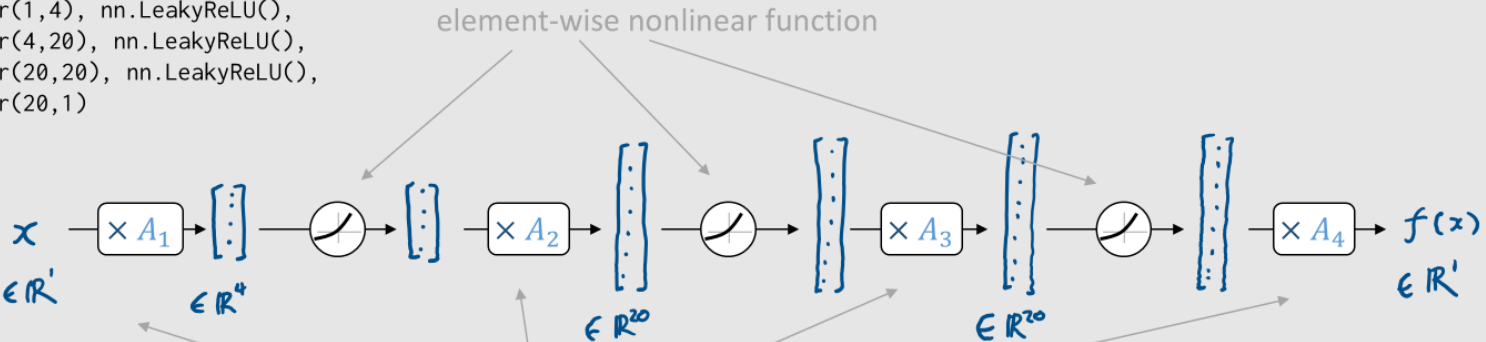 r(1,4), nn.LeakyReLU(),
r(4,20), nn.LeakyReLU(),
r(20,20), nn.LeakyReLU(),
r(20,1)
element-wise nonlinear function
x × A₁ × A₂ × A₃ × A₄ f(x)
∈ ℝ¹ ∈ ℝ⁴ ∈ ℝ²⁰ ∈ ℝ²⁰ ∈ ℝ¹